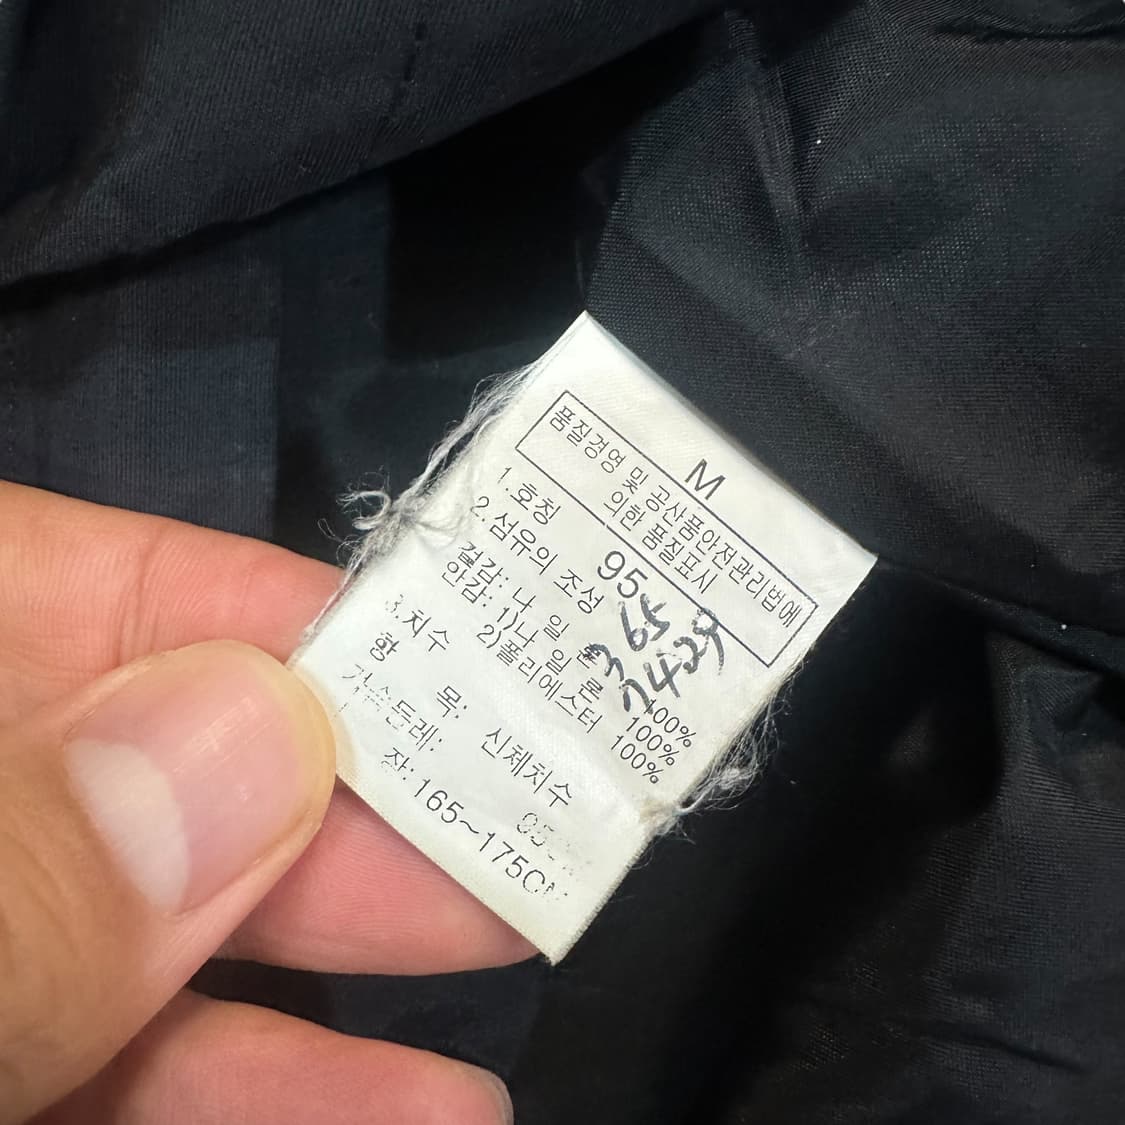 M
품질경영 및 공산품안전관리법에
의한 품질표시
1.호칭 95
2.섬유의 조성
겉감: 나 일 론 100%
안감: 1)나 일 론 100%
2)폴리에스터 100%
365
7429
3.치수
항 목: 신체치수
가슴둘레: 95CM
장: 165~175CM